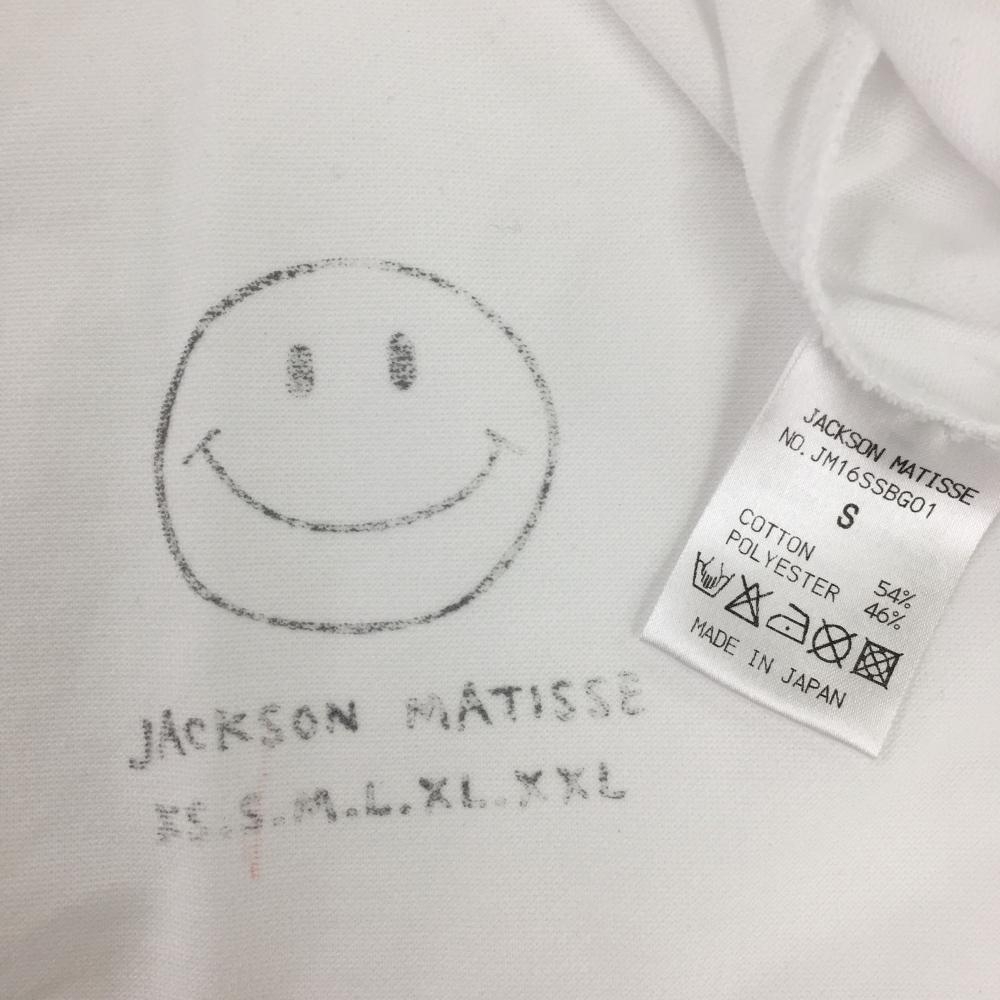 JACKSON MATISSE
XS.S.M.L.XL.XXL
JACKSON MATISSE
NO.JM16SSBG01
S
COTTON 54%
POLYESTER 46%
MADE IN JAPAN